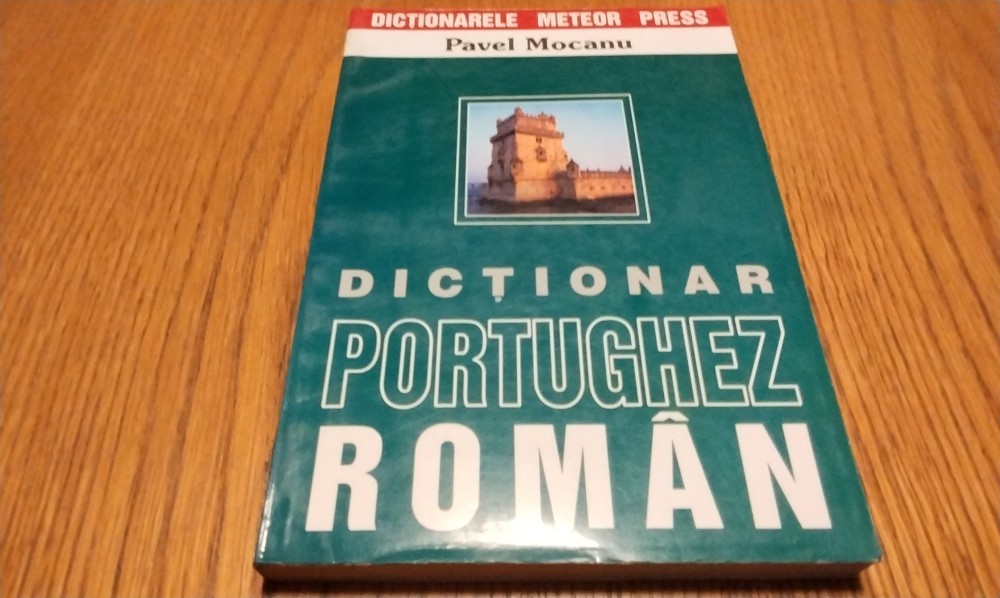 DICȚIONARELE METEOR PRESS
Pavel Mocanu
DICȚIONAR
PORTUGHEZ
ROMÂN